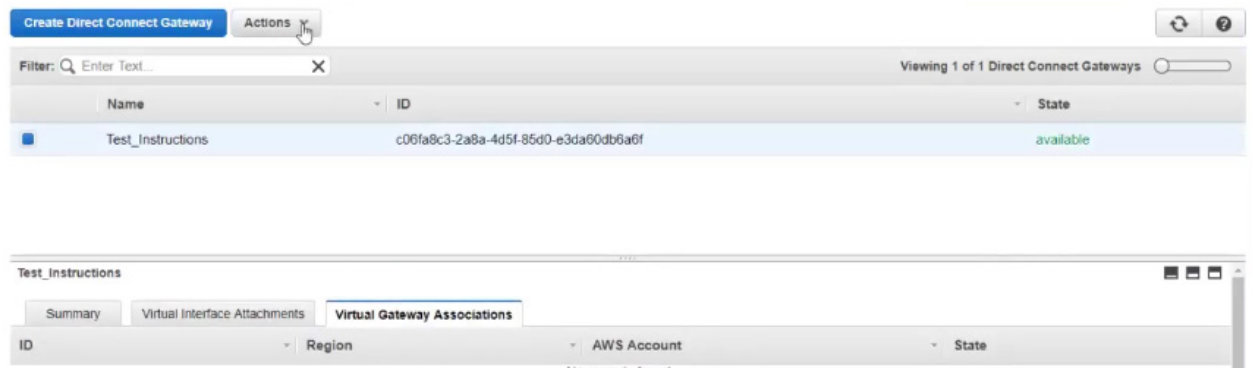 Create Direct Connect Gateway Actions
Filter: Enter Text... Viewing 1 of 1 Direct Connect Gateways
Name ID State
Test_Instructions c06fa8c3-2a8a-4d5f-85d0-e3da60db6a6f available
Test_Instructions
Summary Virtual Interface Attachments Virtual Gateway Associations
ID Region AWS Account State